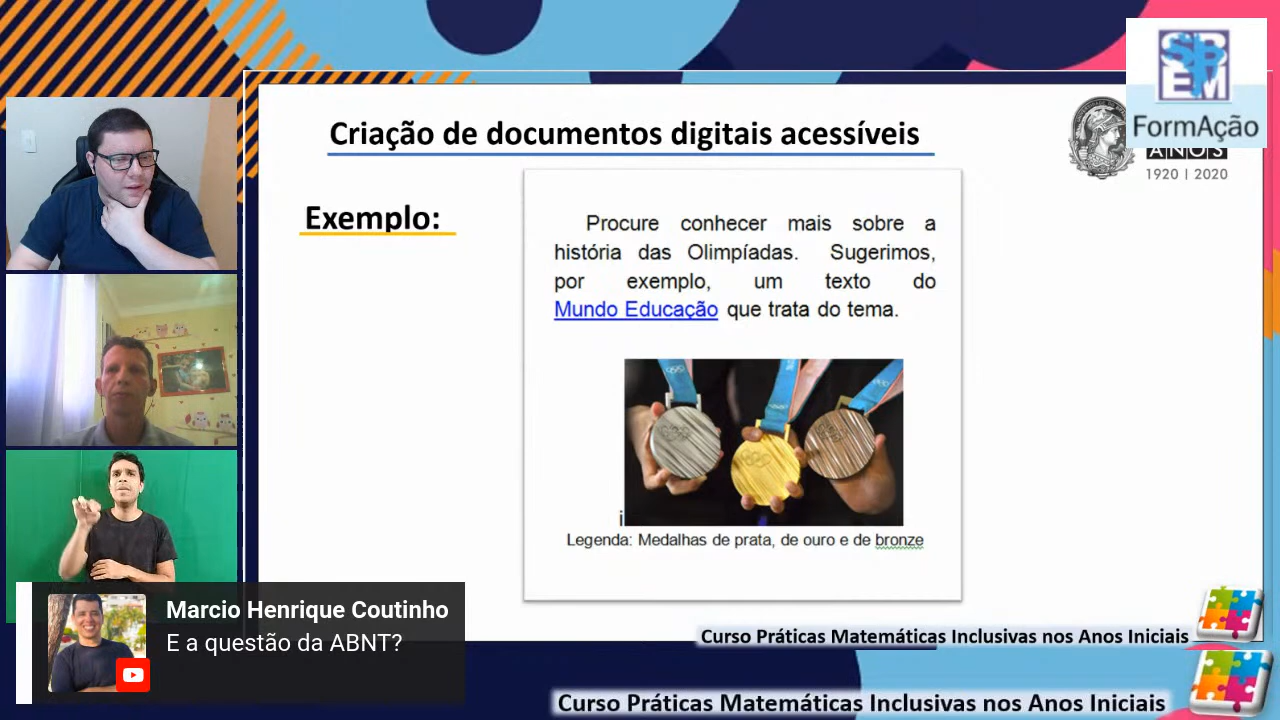 SBEM
FormAção
Criação de documentos digitais acessíveis
ANOS
1920 | 2020
Exemplo:
Procure conhecer mais sobre a
história das Olimpíadas. Sugerimos,
por exemplo, um texto do
Mundo Educação que trata do tema.
i
Legenda: Medalhas de prata, de ouro e de bronze
Marcio Henrique Coutinho
E a questão da ABNT?
Curso Práticas Matemáticas Inclusivas nos Anos Iniciais
Curso Práticas Matemáticas Inclusivas nos Anos Iniciais